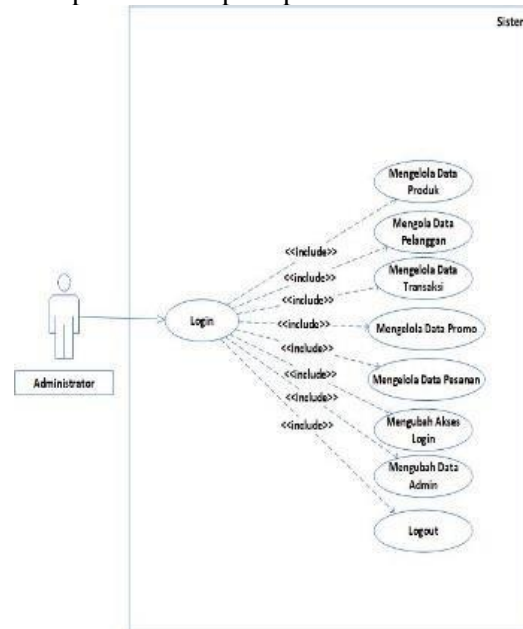 Sister
Mengelola Data
Produk
Mengola Data
Pelanggan
<<include>>
<<include>>
Mengelola Data
Transaksi
<<include>>
Login
<<include>>
Mengelola Data Promo
<<include>>
Administrator
<<include>>
Mengelola Data Pesanan
<<include>>
Mengubah Akses
Login
<<include>>
Mengubah Data
Admin
Logout